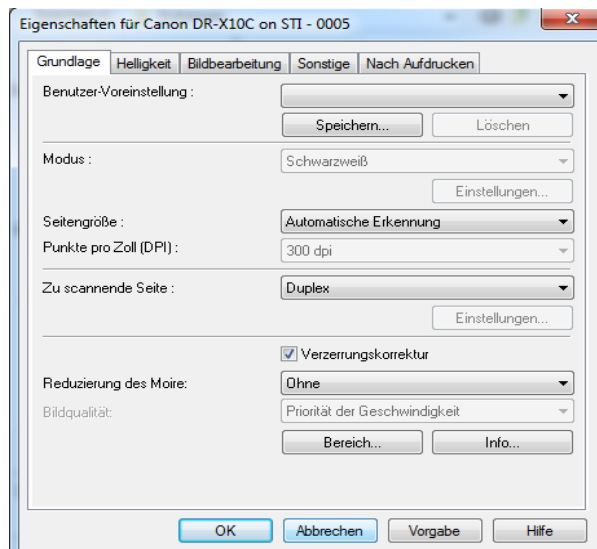 Eigenschaften für Canon DR-X10C on STI - 0005
Grundlage Helligkeit Bildbearbeitung Sonstige Nach Aufdrucken
Benutzer-Voreinstellung :
Speichern... Löschen
Modus : Schwarzweiß
Einstellungen...
Seitengröße : Automatische Erkennung
Punkte pro Zoll (DPI) : 300 dpi
Zu scannende Seite : Duplex
Einstellungen...
Verzerrungskorrektur
Reduzierung des Moire: Ohne
Bildqualität: Priorität der Geschwindigkeit
Bereich... Info...
OK Abbrechen Vorgabe Hilfe